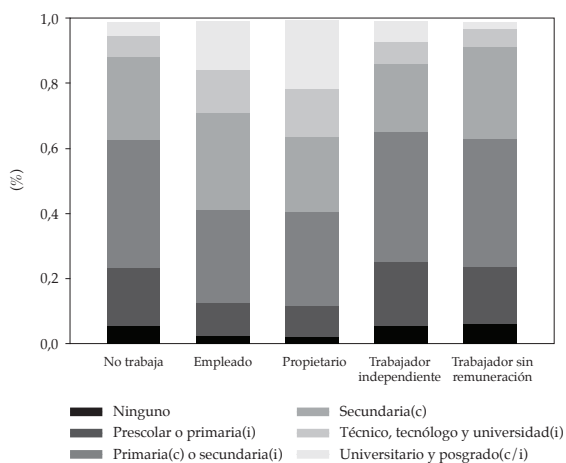 1,0
0,8
0,6
(%)
0,4
0,2
0,0
No trabaja
Empleado
Propietario
Trabajador
independiente
Trabajador sin
remuneración
Ninguno
Prescolar o primaria(i)
Primaria(c) o secundaria(i)
Secundaria(c)
Técnico, tecnólogo y universidad(i)
Universitario y posgrado(c/i)